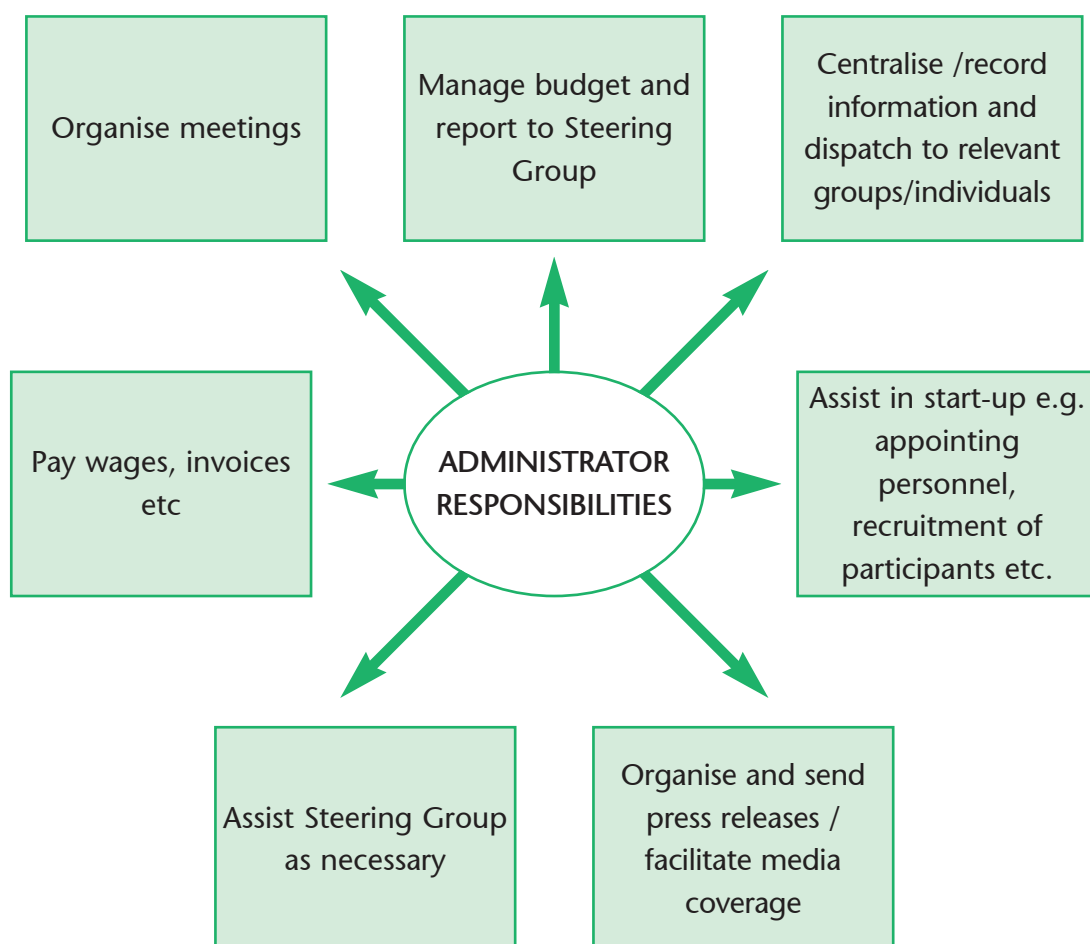 Organise meetings
Manage budget and
report to Steering
Group
Centralise /record
information and
dispatch to relevant
groups/individuals
Pay wages, invoices
etc
ADMINISTRATOR
RESPONSIBILITIES
Assist in start-up e.g.
appointing
personnel,
recruitment of
participants etc.
Assist Steering Group
as necessary
Organise and send
press releases /
facilitate media
coverage